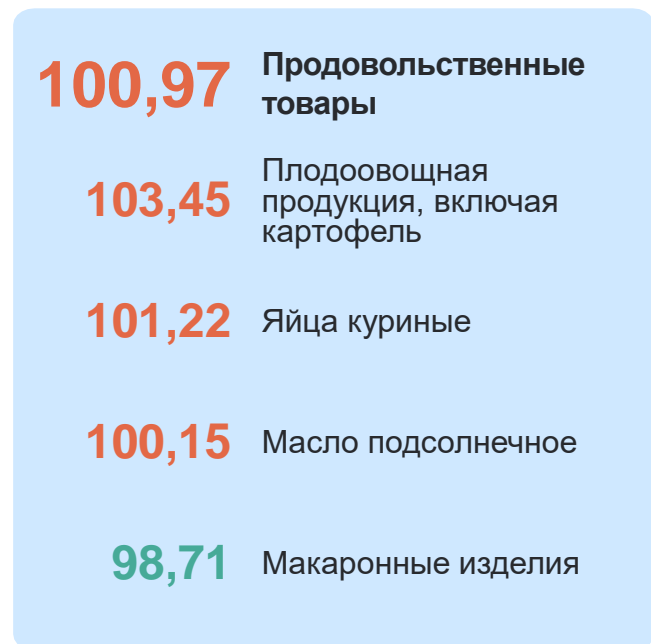 100,97 Продовольственные
товары
103,45 Плодоовощная
продукция, включая
картофель
101,22 Яйца куриные
100,15 Масло подсолнечное
98,71 Макаронные изделия